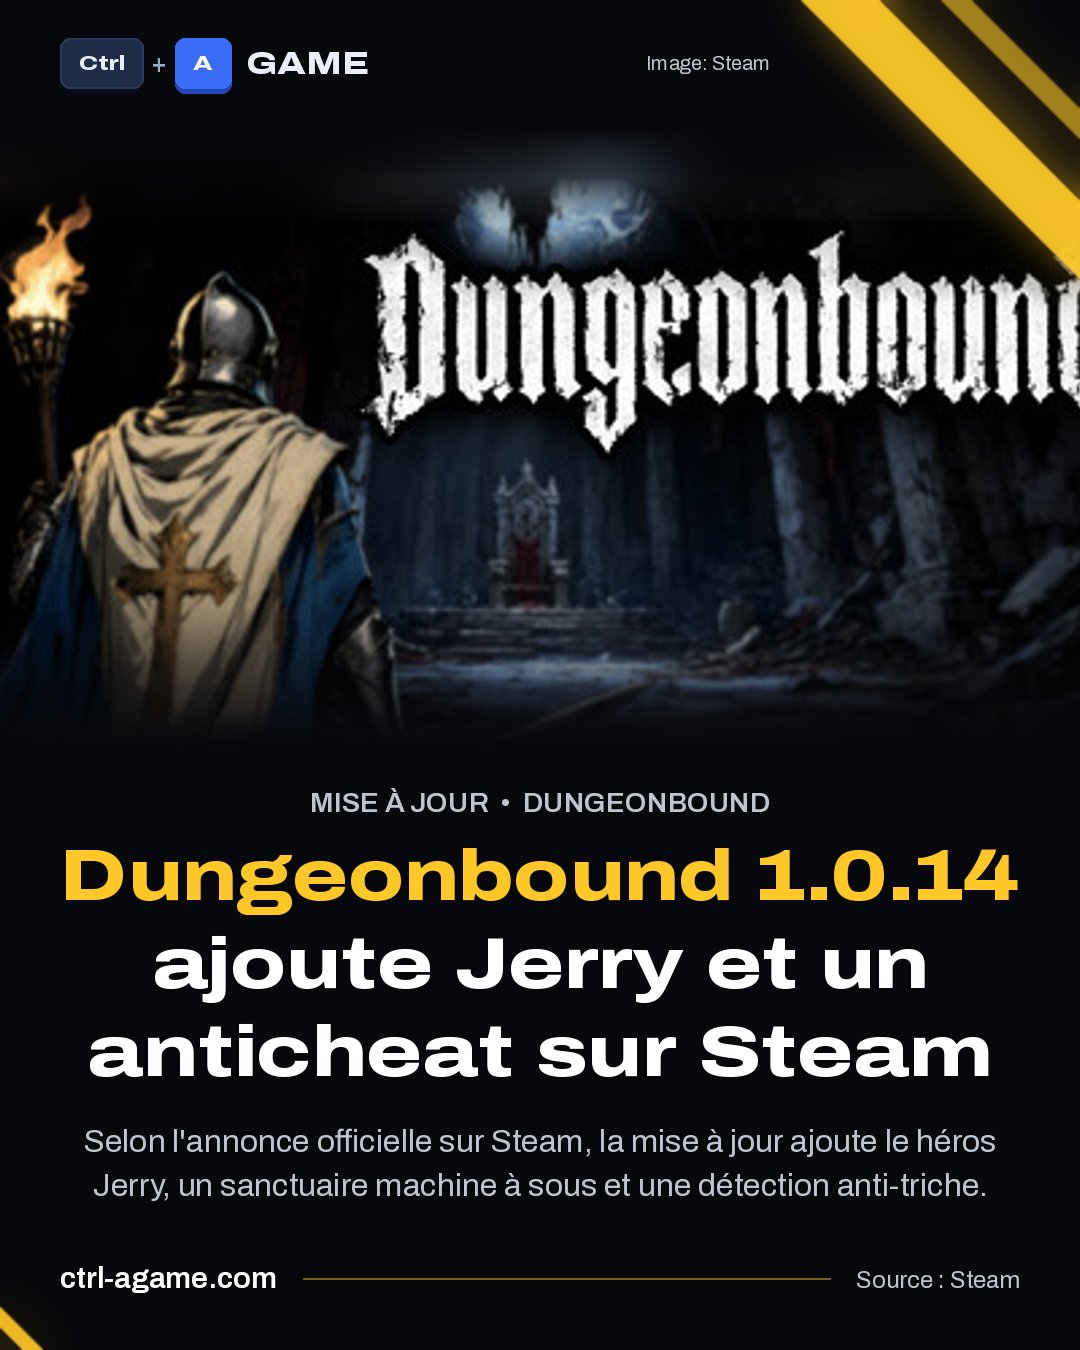 Ctrl + A GAME
Image: Steam
Dungeonbound
MISE À JOUR • DUNGEONBOUND
Dungeonbound 1.0.14
ajoute Jerry et un
anticheat sur Steam
Selon l'annonce officielle sur Steam, la mise à jour ajoute le héros
Jerry, un sanctuaire machine à sous et une détection anti-triche.
ctrl-agame.com
Source : Steam